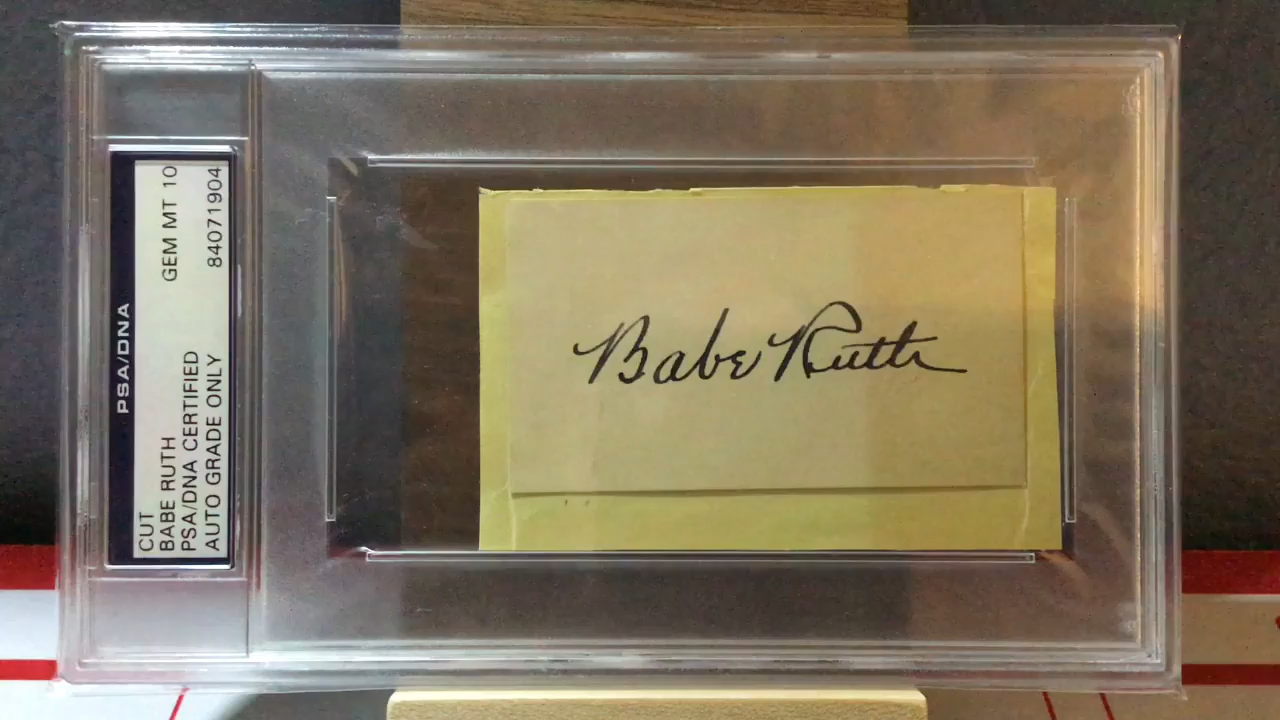 PSA/DNA
CUT GEM MT 10
BABE RUTH
PSA/DNA CERTIFIED 84071904
AUTO GRADE ONLY
Babe Ruth